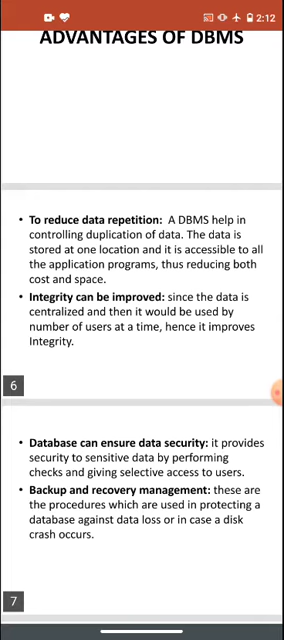 2:12
ADVANTAGES OF DBMS
• To reduce data repetition: A DBMS help in
controlling duplication of data. The data is
stored at one location and it is accessible to all
the application programs, thus reducing both
cost and space.
• Integrity can be improved: since the data is
centralized and then it would be used by
number of users at a time, hence it improves
Integrity.
6
• Database can ensure data security: it provides
security to sensitive data by performing
checks and giving selective access to users.
• Backup and recovery management: these are
the procedures which are used in protecting a
database against data loss or in case a disk
crash occurs.
7